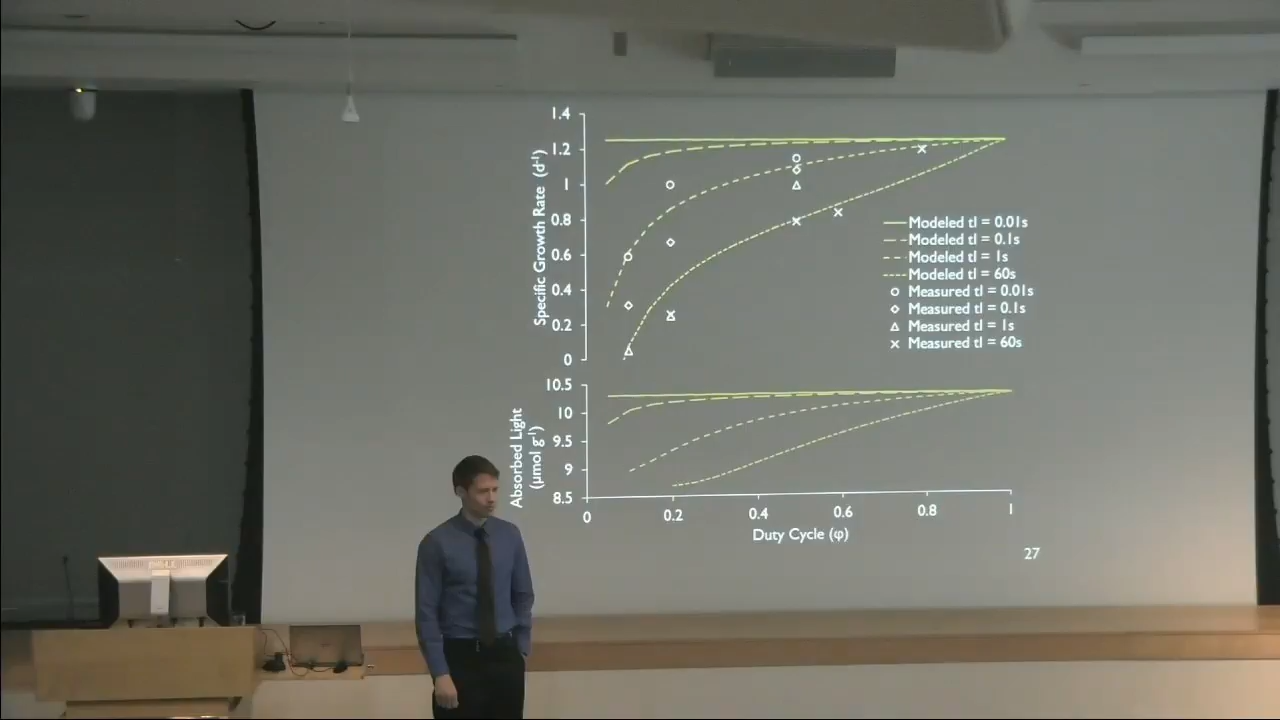 1.4
1.2
1
0.8
0.6
0.4
0.2
0
Specific Growth Rate (d⁻¹)
Modeled tl = 0.01s
Modeled tl = 0.1s
Modeled tl = 1s
Modeled tl = 60s
Measured tl = 0.01s
Measured tl = 0.1s
Measured tl = 1s
Measured tl = 60s
10.5
10
9.5
9
8.5
Absorbed Light
(μmol g⁻¹)
0 0.2 0.4 0.6 0.8 1
Duty Cycle (φ)
27